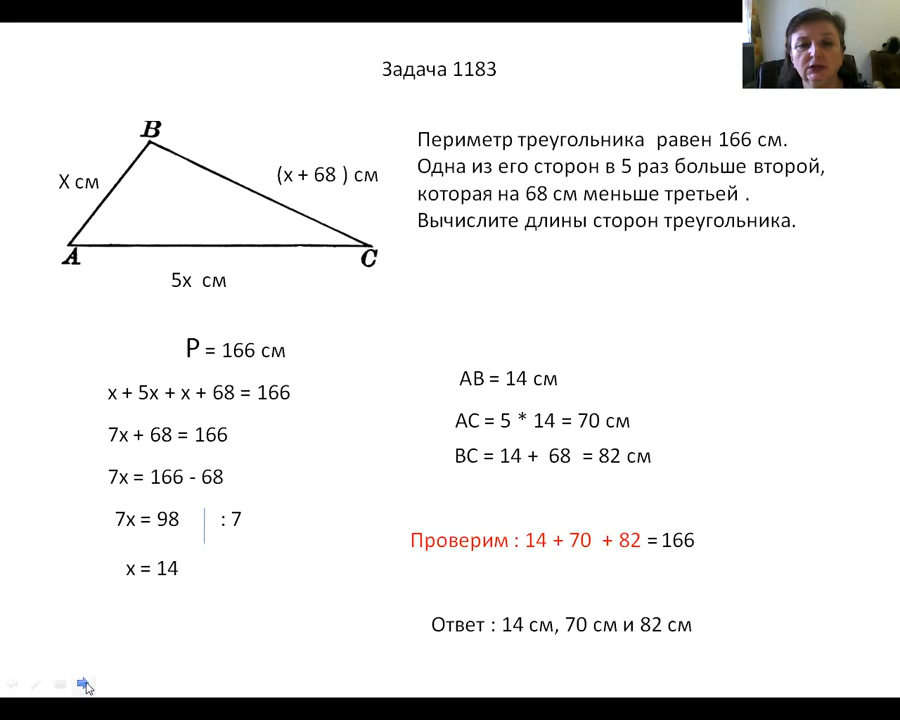 Задача 1183
B
X см
(x + 68 ) см
A
C
5x см
Периметр треугольника равен 166 см.
Одна из его сторон в 5 раз больше второй,
которая на 68 см меньше третьей .
Вычислите длины сторон треугольника.
P = 166 см
x + 5x + x + 68 = 166
7x + 68 = 166
7x = 166 - 68
7x = 98 : 7
x = 14
AB = 14 см
AC = 5 * 14 = 70 см
BC = 14 + 68 = 82 см
Проверим : 14 + 70 + 82 = 166
Ответ : 14 см, 70 см и 82 см